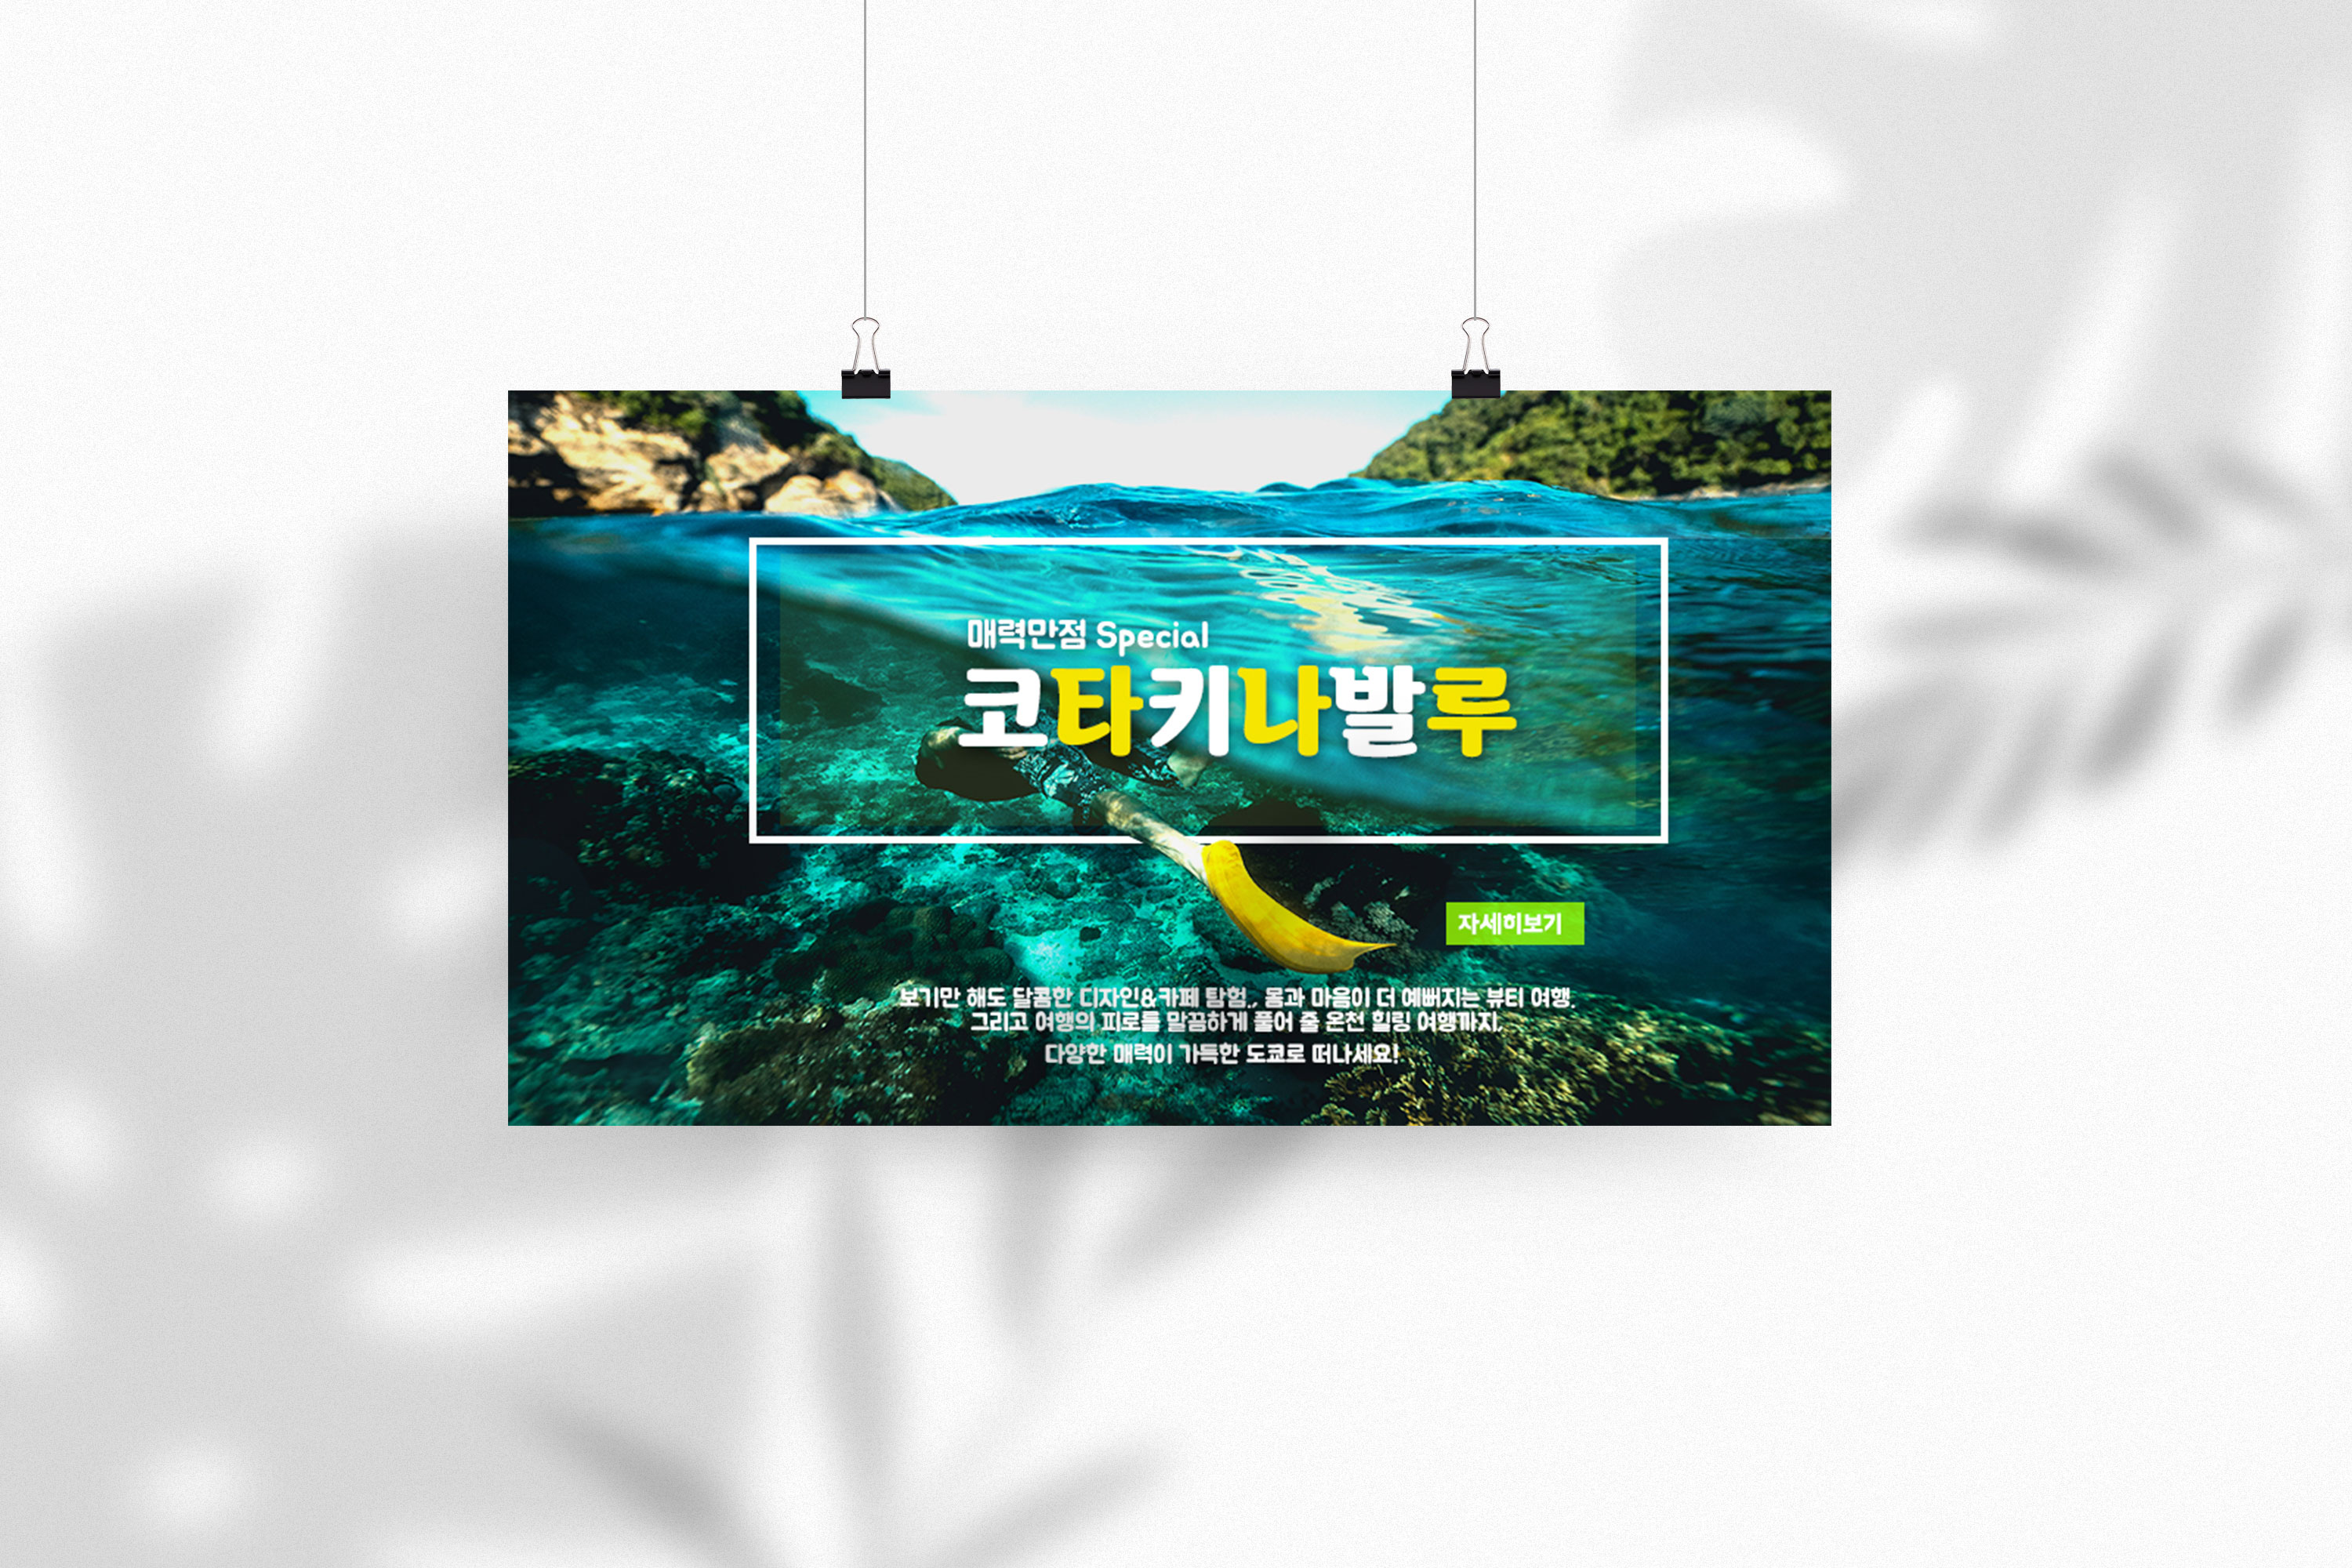 매력만점 Special
코타키나발루
자세히보기
보기만 해도 달콤한 디자인&카페 탐험., 몸과 마음이 더 예뻐지는 뷰티 여행.
그리고 여행의 피로를 말끔하게 풀어 줄 온천 힐링 여행까지.
다양한 매력이 가득한 도쿄로 떠나세요!